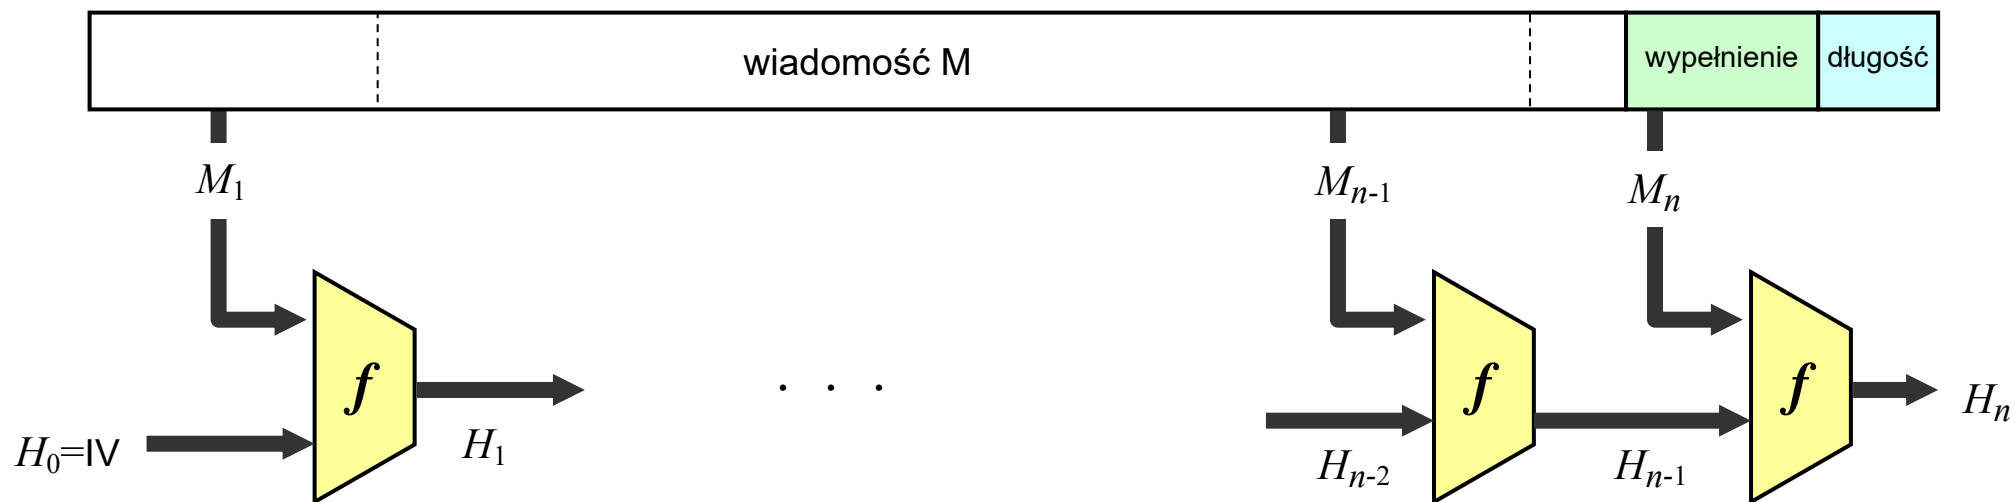 wiadomość M
wypełnienie
długość
M1
Mn-1
Mn
f
f
f
. . .
H0=IV
H1
Hn-2
Hn-1
Hn